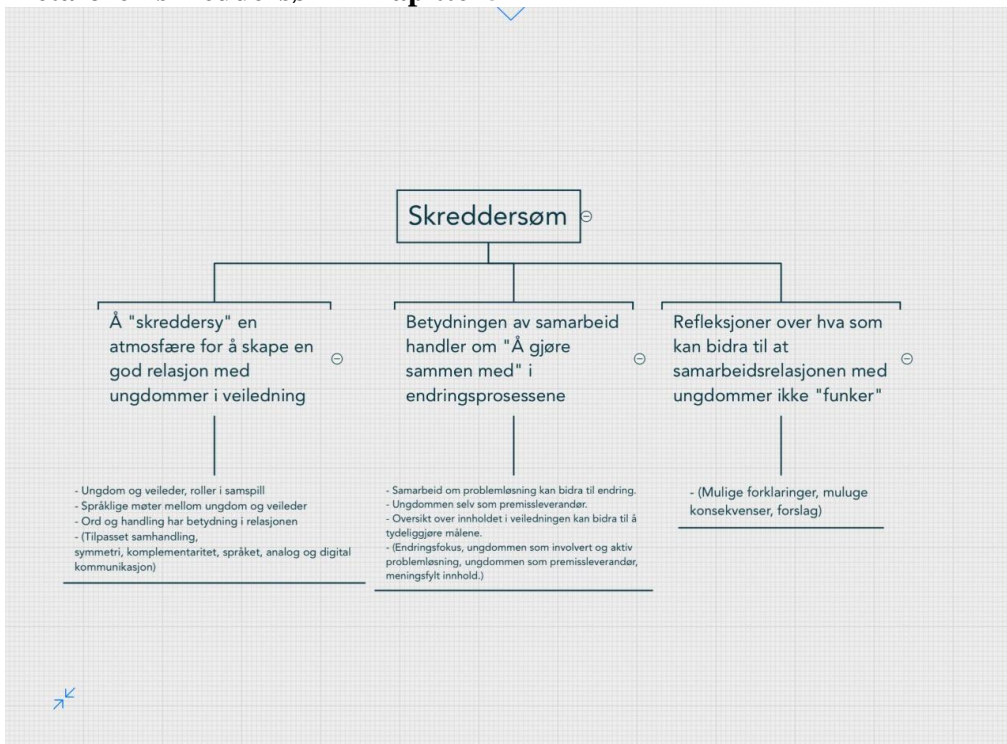 Skreddersøm
Å "skreddersy" en
atmosfære for å skape en
god relasjon med
ungdommer i veiledning
- Ungdom og veileder, roller i samspill
- Språklige møter mellom ungdom og veileder
- Ord og handling har betydning i relasjonen
- (Tilpasset samhandling,
symmetri, komplementaritet, språket, analog og digital
kommunikasjon)
Betydningen av samarbeid
handler om "Å gjøre
sammen med" i
endringsprosessene
- Samarbeid om problemløsning kan bidra til endring.
- Ungdommen selv som premissleverandør.
- Oversikt over innholdet i veiledningen kan bidra til å
tydeliggjøre målene.
- (Endringsfokus, ungdommen som involvert og aktiv
problemløsning, ungdommen som premissleverandør,
meningsfylt innhold.)
Refleksjoner over hva som
kan bidra til at
samarbeidsrelasjonen med
ungdommer ikke "funker"
- (Mulige forklaringer, muluge
konsekvenser, forslag)